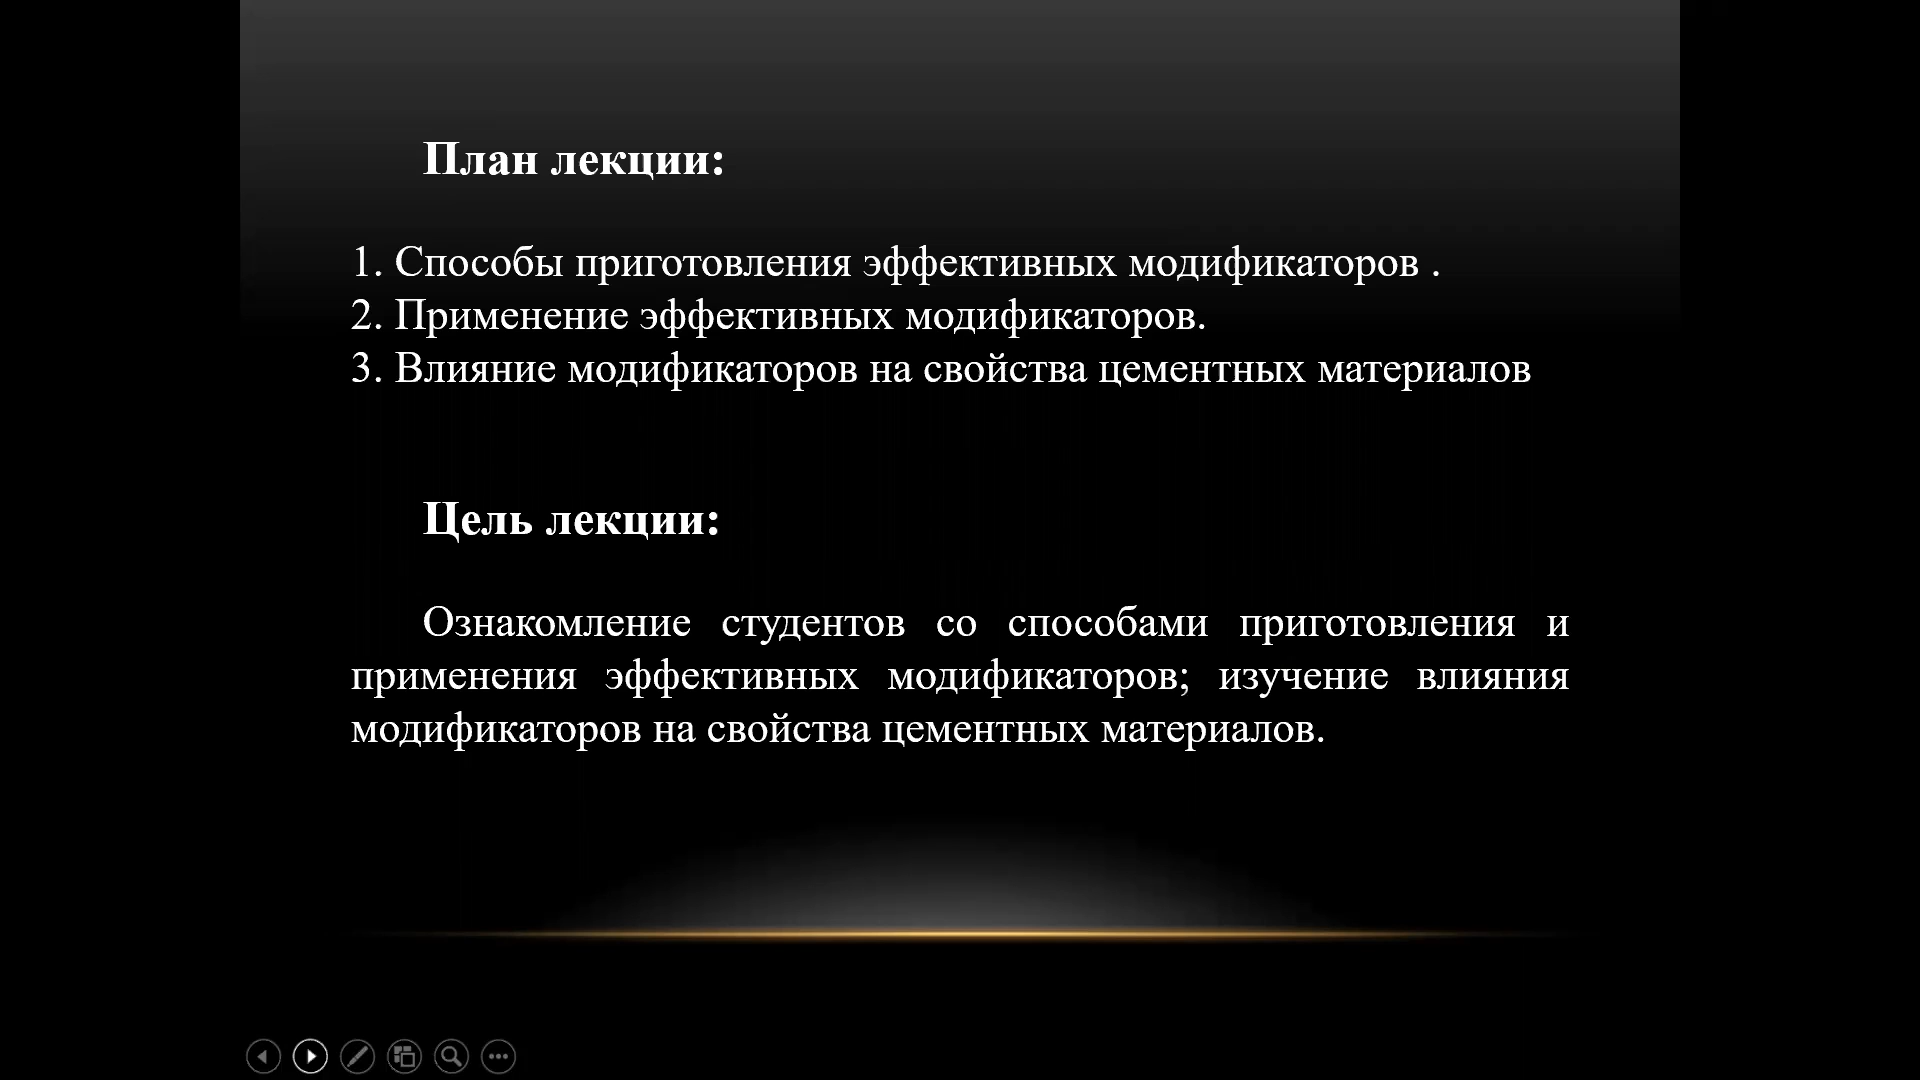 План лекции:
1. Способы приготовления эффективных модификаторов .
2. Применение эффективных модификаторов.
3. Влияние модификаторов на свойства цементных материалов
Цель лекции:
Ознакомление студентов со способами приготовления и
применения эффективных модификаторов; изучение влияния
модификаторов на свойства цементных материалов.